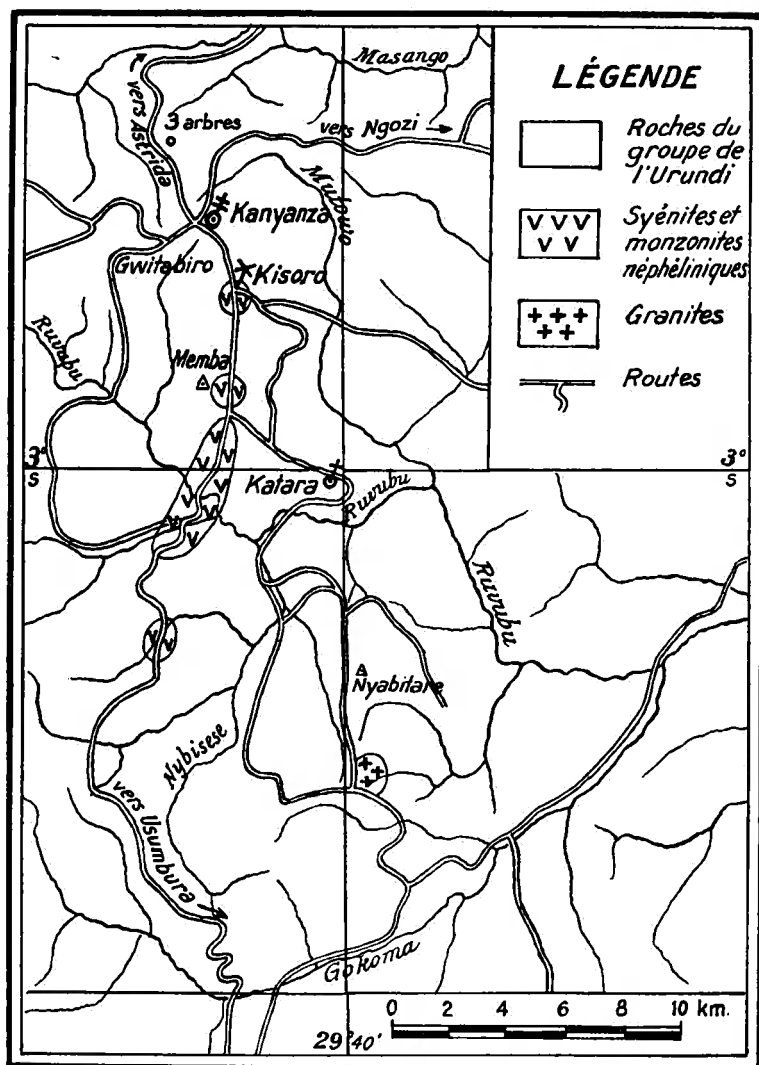 Masango
LÉGENDE
vers Astrida
3 arbres
vers Ngozi
Roches du
groupe de
l'Urundi
Mutowo
Kanyanza
Syénites et
monzonites
néphéliniques
Gwitabiro
Kisoro
Granites
Ruvubu
Memba
Routes
3°
S
3°
S
Katara
Ruvubu
Ruvubu
Nyabitare
Nybisese
vers Usumbura
Gokoma
0 2 4 6 8 10 km.
29°40'